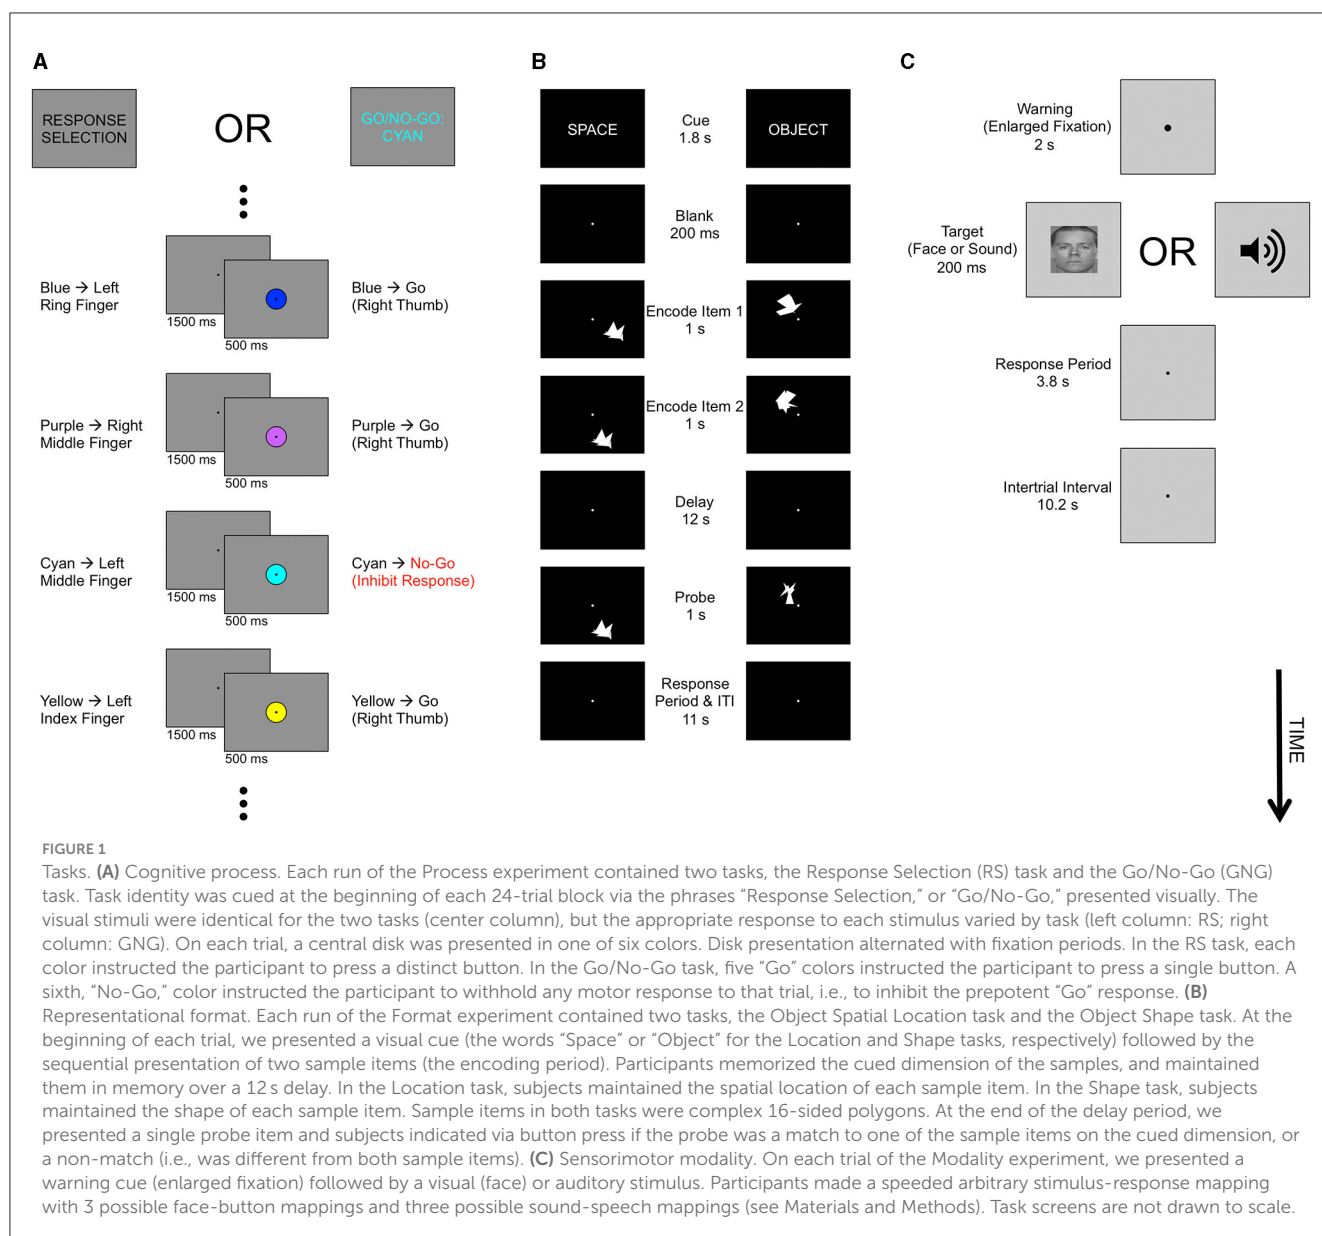 A
RESPONSE
SELECTION
OR
GO/NO-GO:
CYAN
Blue → Left
Ring Finger
1500 ms
500 ms
Blue → Go
(Right Thumb)
Purple → Right
Middle Finger
1500 ms
500 ms
Purple → Go
(Right Thumb)
Cyan → Left
Middle Finger
1500 ms
500 ms
Cyan → No-Go
(Inhibit Response)
Yellow → Left
Index Finger
1500 ms
500 ms
Yellow → Go
(Right Thumb)
B
SPACE
Cue
1.8 s
OBJECT
Blank
200 ms
Encode Item 1
1 s
Encode Item 2
1 s
Delay
12 s
Probe
1 s
Response
Period & ITI
11 s
C
Warning
(Enlarged Fixation)
2 s
Target
(Face or Sound)
200 ms
OR
Response Period
3.8 s
Intertrial Interval
10.2 s
TIME
FIGURE 1
Tasks. (A) Cognitive process. Each run of the Process experiment contained two tasks, the Response Selection (RS) task and the Go/No-Go (GNG)
task. Task identity was cued at the beginning of each 24-trial block via the phrases “Response Selection,” or “Go/No-Go,” presented visually. The
visual stimuli were identical for the two tasks (center column), but the appropriate response to each stimulus varied by task (left column: RS; right
column: GNG). On each trial, a central disk was presented in one of six colors. Disk presentation alternated with fixation periods. In the RS task, each
color instructed the participant to press a distinct button. In the Go/No-Go task, five “Go” colors instructed the participant to press a single button. A
sixth, “No-Go,” color instructed the participant to withhold any motor response to that trial, i.e., to inhibit the prepotent “Go” response. (B)
Representational format. Each run of the Format experiment contained two tasks, the Object Spatial Location task and the Object Shape task. At the
beginning of each trial, we presented a visual cue (the words “Space” or “Object” for the Location and Shape tasks, respectively) followed by the
sequential presentation of two sample items (the encoding period). Participants memorized the cued dimension of the samples, and maintained
them in memory over a 12 s delay. In the Location task, subjects maintained the spatial location of each sample item. In the Shape task, subjects
maintained the shape of each sample item. Sample items in both tasks were complex 16-sided polygons. At the end of the delay period, we
presented a single probe item and subjects indicated via button press if the probe was a match to one of the sample items on the cued dimension, or
a non-match (i.e., was different from both sample items). (C) Sensorimotor modality. On each trial of the Modality experiment, we presented a
warning cue (enlarged fixation) followed by a visual (face) or auditory stimulus. Participants made a speeded arbitrary stimulus-response mapping
with 3 possible face-button mappings and three possible sound-speech mappings (see Materials and Methods). Task screens are not drawn to scale.